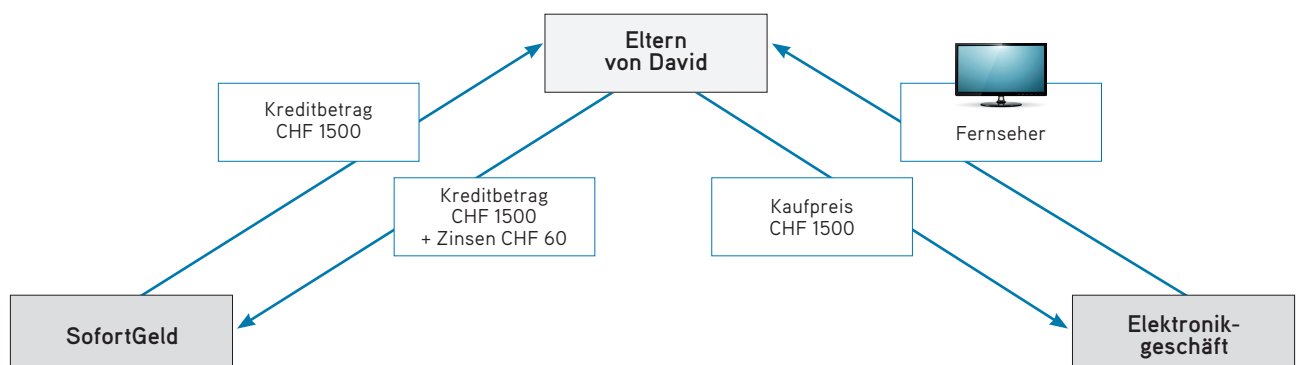 Eltern
von David
Kreditbetrag
CHF 1500
Fernseher
Kreditbetrag
CHF 1500
+ Zinsen CHF 60
Kaufpreis
CHF 1500
SofortGeld
Elektronik-
geschäft